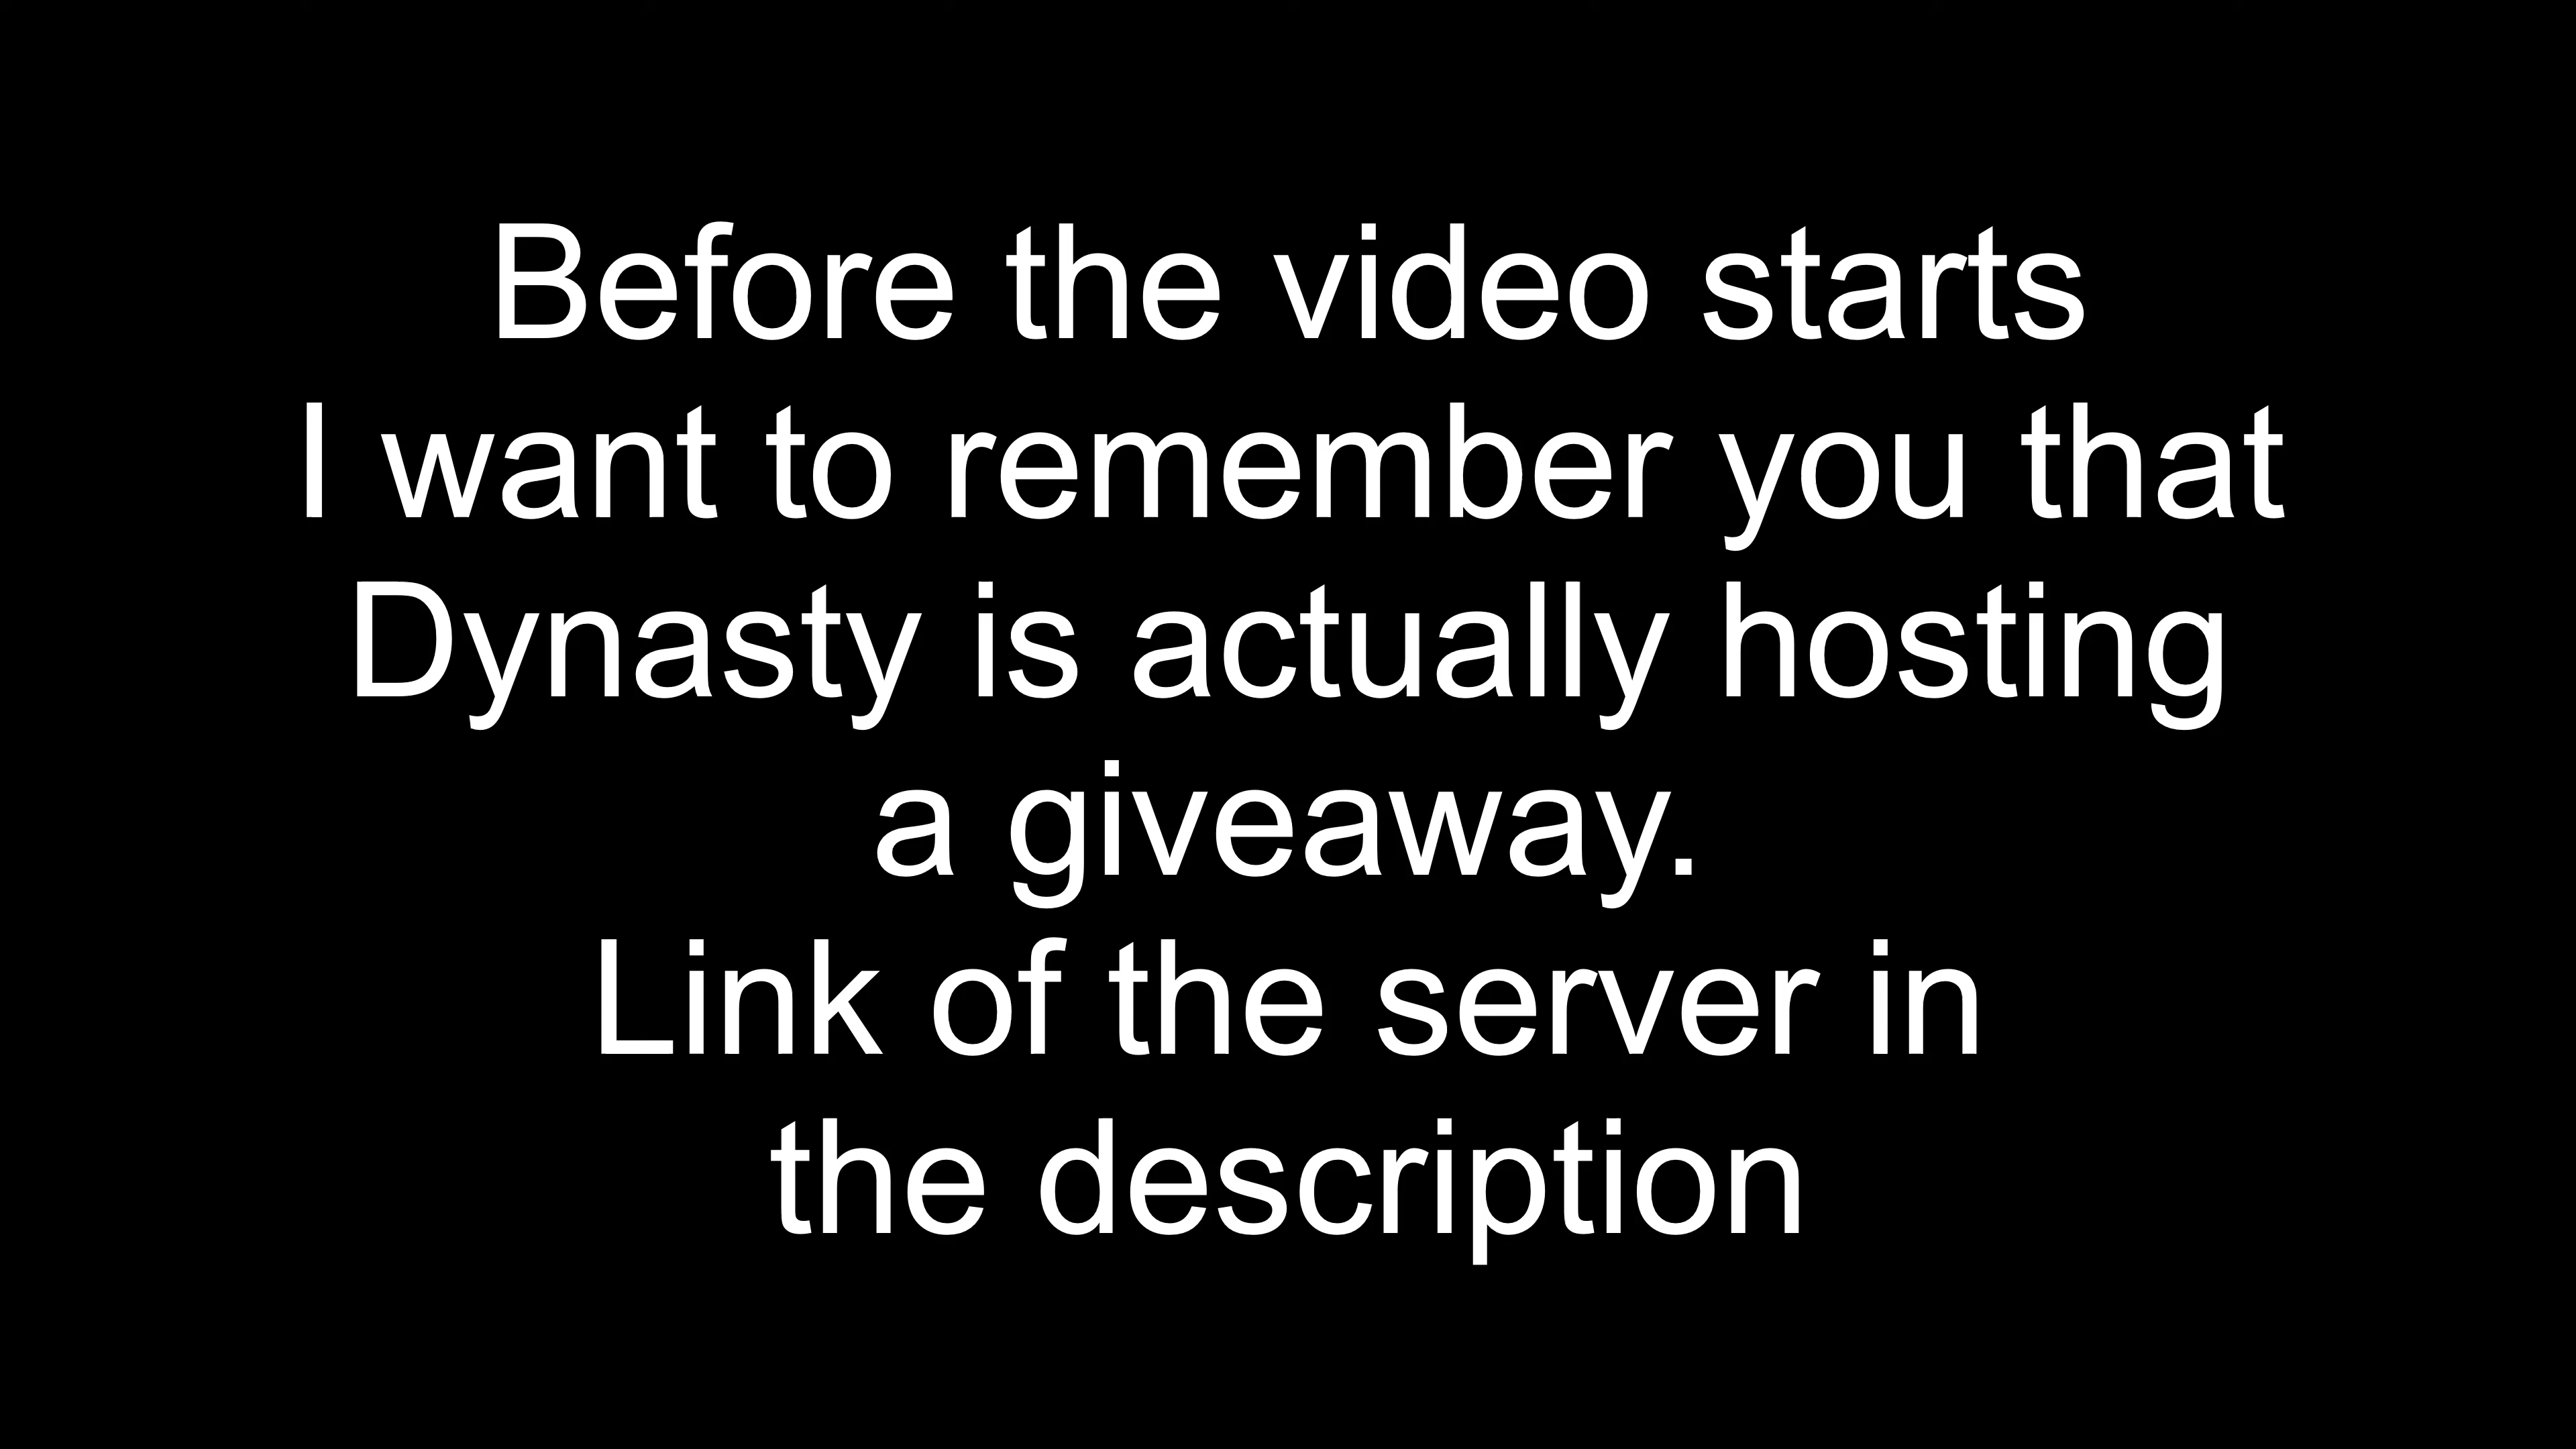 Before the video starts
I want to remember you that
Dynasty is actually hosting
a giveaway.
Link of the server in
the description